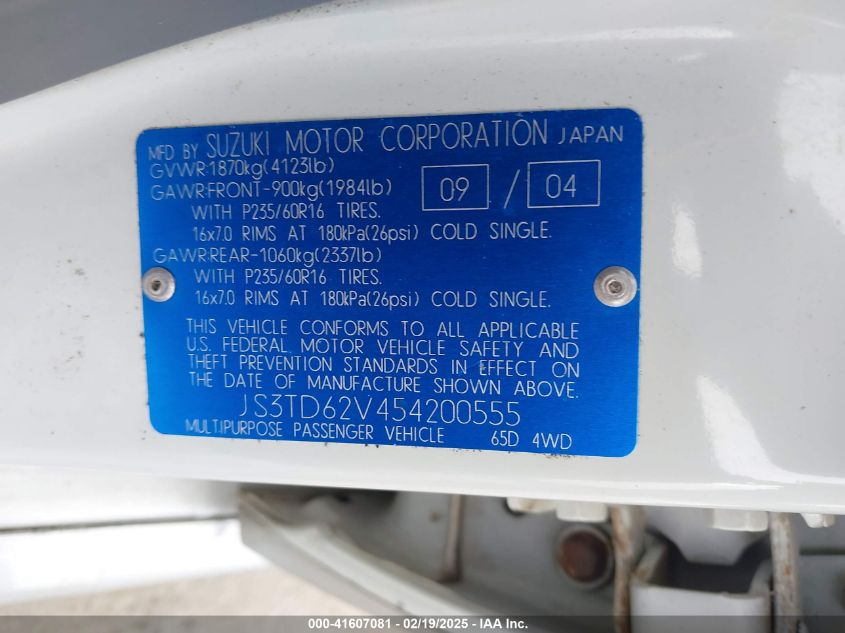 MFD BY SUZUKI MOTOR CORPORATION JAPAN
GVWR:1870kg(4123lb)
GAWR:FRONT-900kg(1984lb) 09 / 04
WITH P235/60R16 TIRES.
16x7.0 RIMS AT 180kPa(26psi) COLD SINGLE.
GAWR:REAR-1060kg(2337lb)
WITH P235/60R16 TIRES.
16x7.0 RIMS AT 180kPa(26psi) COLD SINGLE.
THIS VEHICLE CONFORMS TO ALL APPLICABLE
U.S. FEDERAL MOTOR VEHICLE SAFETY AND
THEFT PREVENTION STANDARDS IN EFFECT ON
THE DATE OF MANUFACTURE SHOWN ABOVE.
JS3TD62V454200555
MULTIPURPOSE PASSENGER VEHICLE 65D 4WD
000-41607081 - 02/19/2025 - IAA Inc.